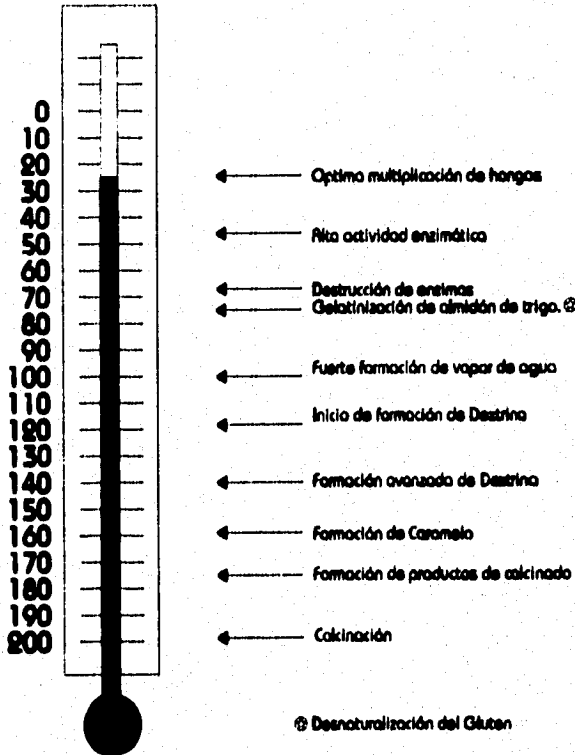 0
10
20
30
40
50
60
70
80
90
100
110
120
130
140
150
160
170
180
190
200
Optima multiplicación de hongos
Alta actividad enzimática
Destrucción de enzimas
Gelatinización de almidón de trigo.
Fuerte formación de vapor de agua
Inicio de formación de Dextrina
Formación avanzada de Dextrina
Formación de Caramelo
Formación de productos de calcinado
Calcinación
Desnaturalización del Gluten